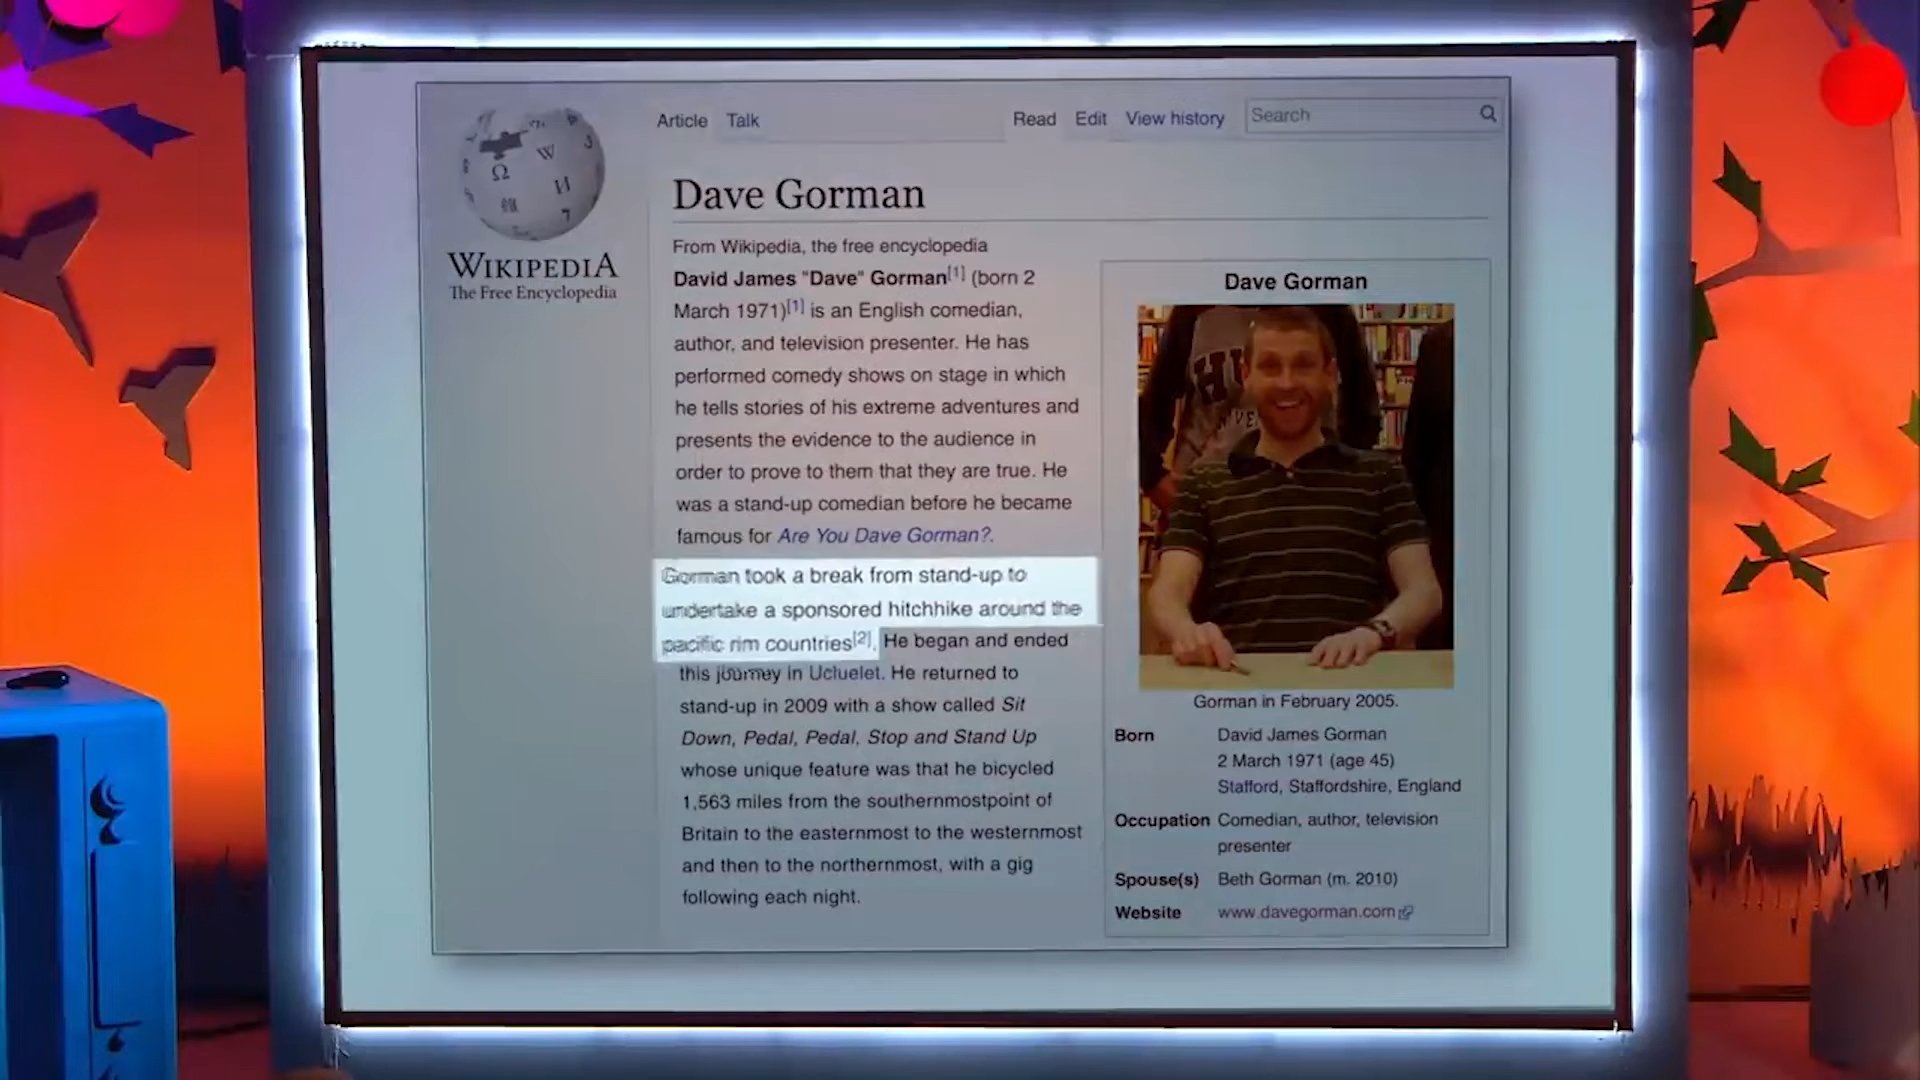 Article Talk Read Edit View history Search
WIKIPEDIA
The Free Encyclopedia
Dave Gorman
From Wikipedia, the free encyclopedia
David James "Dave" Gorman[1] (born 2
March 1971)[1] is an English comedian,
author, and television presenter. He has
performed comedy shows on stage in which
he tells stories of his extreme adventures and
presents the evidence to the audience in
order to prove to them that they are true. He
was a stand-up comedian before he became
famous for Are You Dave Gorman?.
Gorman took a break from stand-up to
undertake a sponsored hitchhike around the
pacific rim countries[2]. He began and ended
this journey in Ucluelet. He returned to
stand-up in 2009 with a show called Sit
Down, Pedal, Pedal, Stop and Stand Up
whose unique feature was that he bicycled
1,563 miles from the southernmostpoint of
Britain to the easternmost to the westernmost
and then to the northernmost, with a gig
following each night.
Dave Gorman
Gorman in February 2005.
Born David James Gorman
2 March 1971 (age 45)
Stafford, Staffordshire, England
Occupation Comedian, author, television
presenter
Spouse(s) Beth Gorman (m. 2010)
Website www.davegorman.com